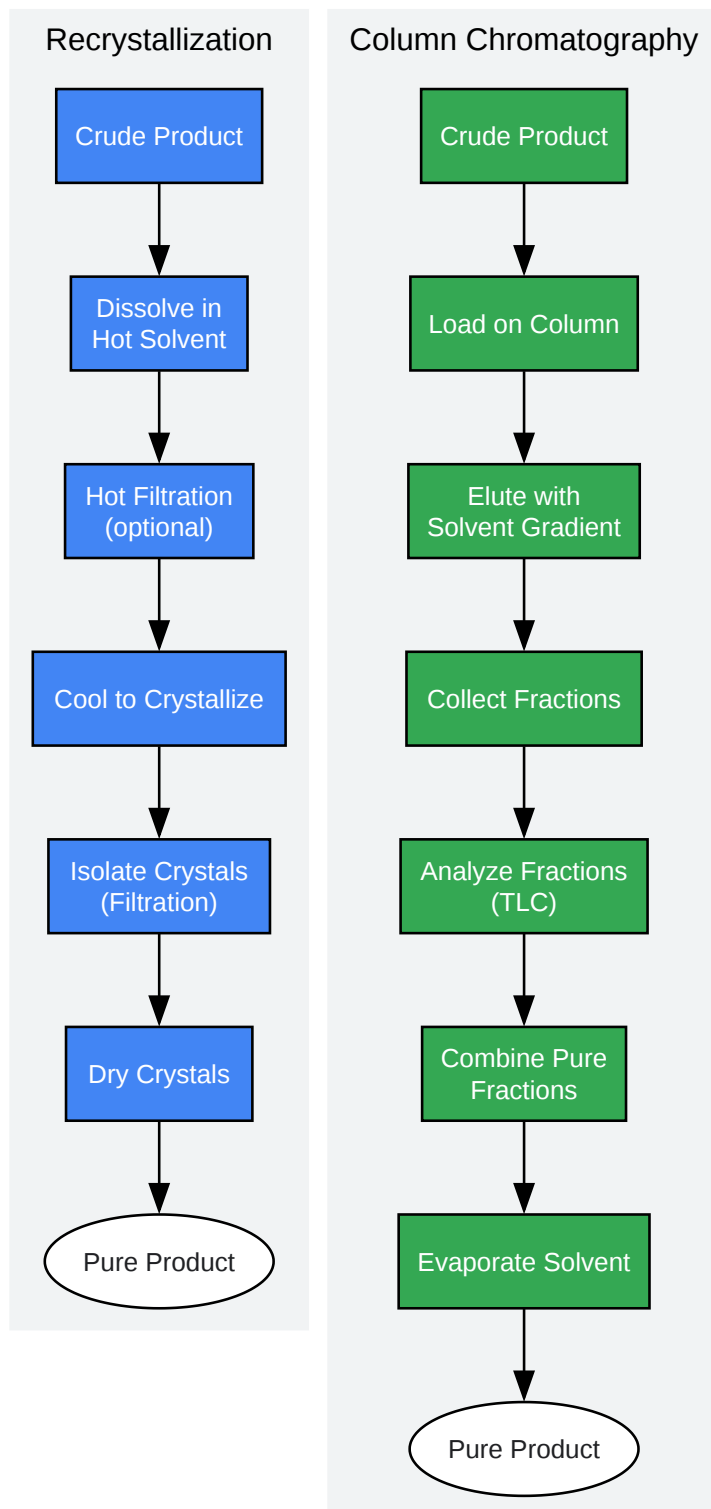 Recrystallization
Crude Product
Dissolve in
Hot Solvent
Hot Filtration
(optional)
Cool to Crystallize
Isolate Crystals
(Filtration)
Dry Crystals
Pure Product
Column Chromatography
Crude Product
Load on Column
Elute with
Solvent Gradient
Collect Fractions
Analyze Fractions
(TLC)
Combine Pure
Fractions
Evaporate Solvent
Pure Product